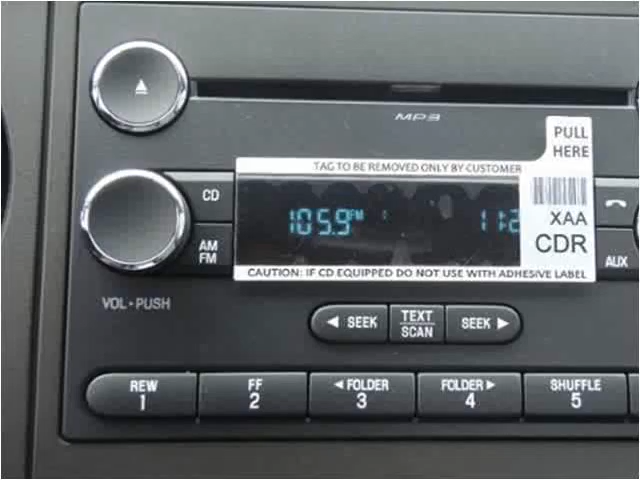 MP3
PULL
HERE
TAG TO BE REMOVED ONLY BY CUSTOMER
CD
XAA
105.9 FM
CDR
AM
FM
AUX
CAUTION: IF CD EQUIPPED DO NOT USE WITH ADHESIVE LABEL
VOL • PUSH
◄ SEEK
TEXT
SCAN
SEEK ►
REW
1
FF
2
◄ FOLDER
3
FOLDER ►
4
SHUFFLE
5